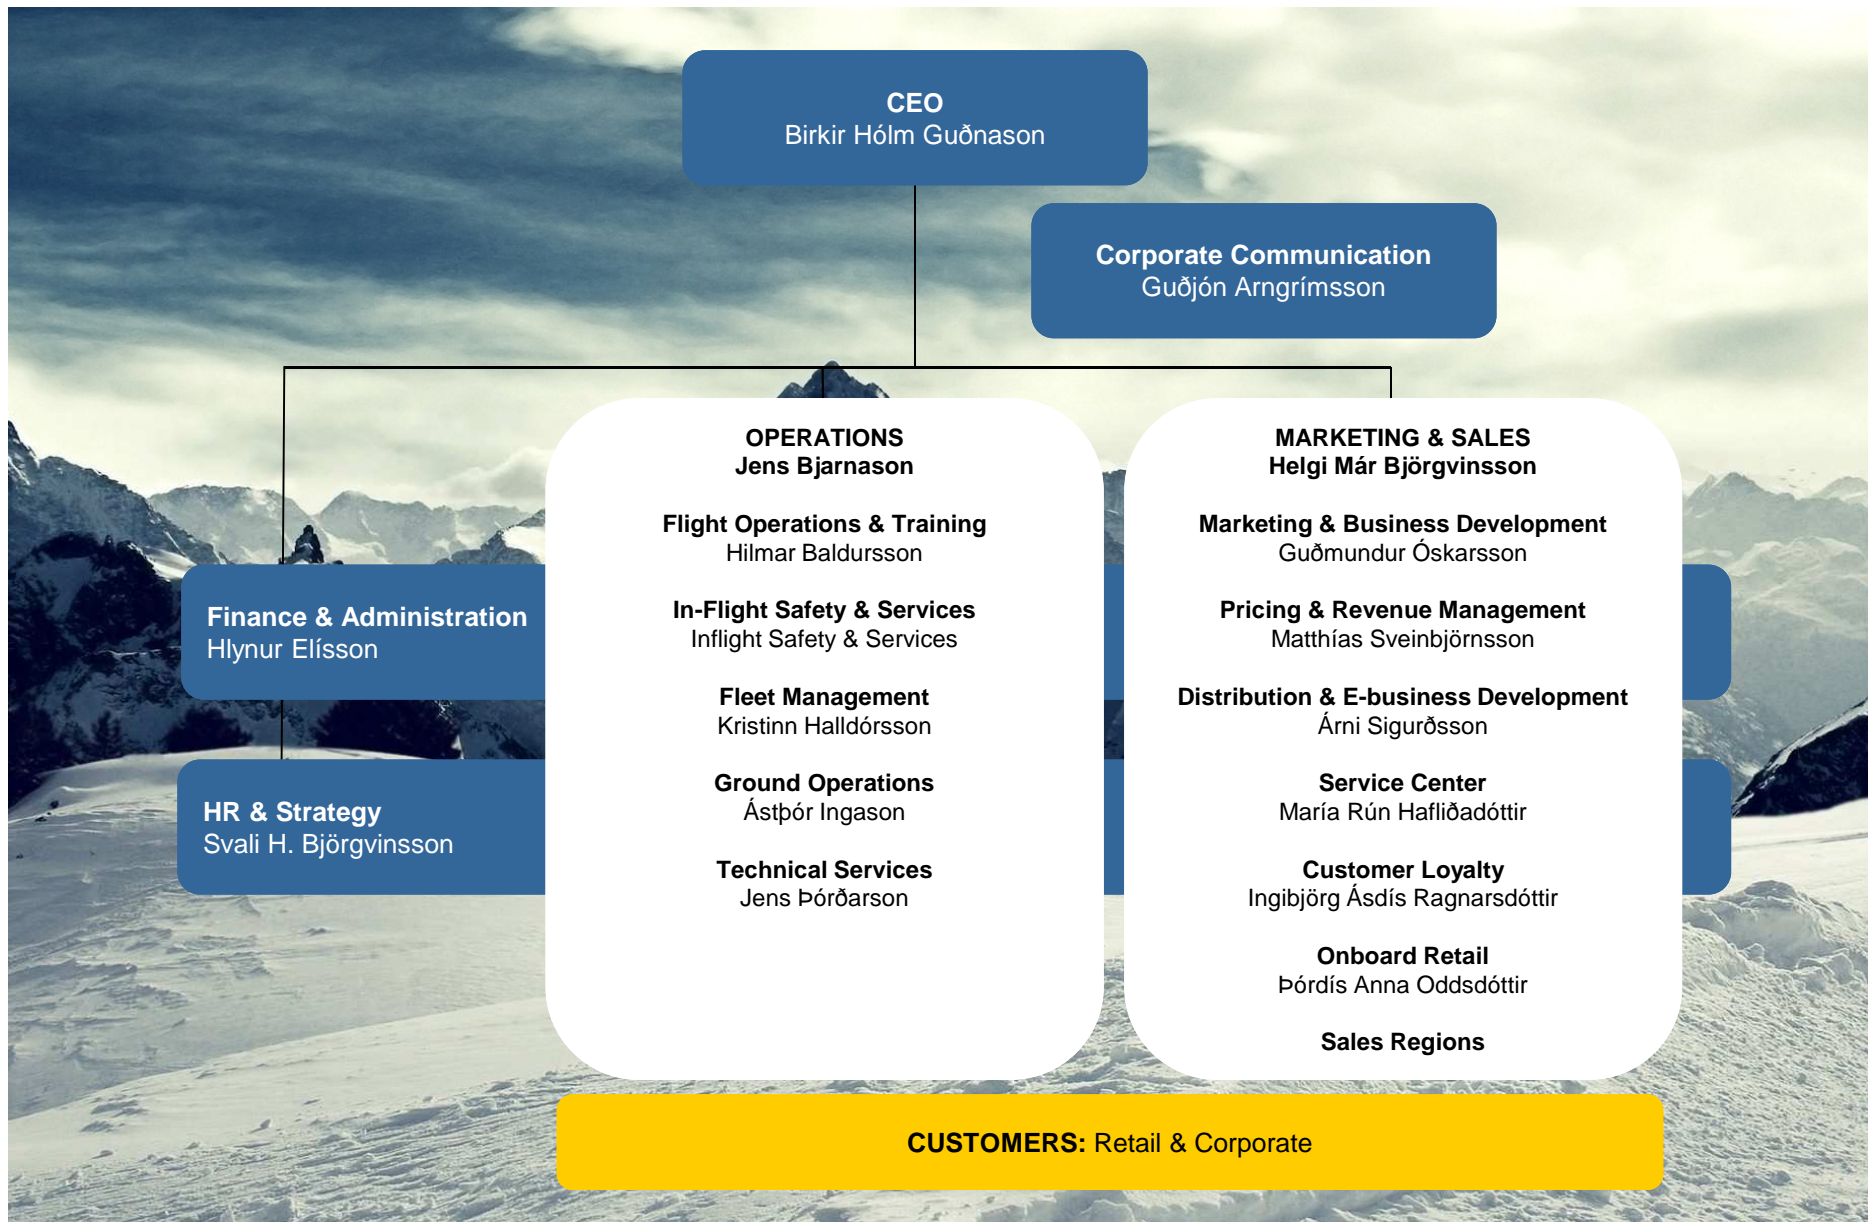 CEO
Birkir Hólm Guðnason
Corporate Communication
Guðjón Arngrímsson
Finance & Administration
Hlynur Elísson
HR & Strategy
Svali H. Björgvinsson
OPERATIONS
Jens Bjarnason
Flight Operations & Training
Hilmar Baldursson
In-Flight Safety & Services
Inflight Safety & Services
Fleet Management
Kristinn Halldórsson
Ground Operations
Ástþór Ingason
Technical Services
Jens Þórðarson
MARKETING & SALES
Helgi Már Björgvinsson
Marketing & Business Development
Guðmundur Óskarsson
Pricing & Revenue Management
Matthías Sveinbjörnsson
Distribution & E-business Development
Árni Sigurðsson
Service Center
María Rún Hafliðadóttir
Customer Loyalty
Ingibjörg Ásdís Ragnarsdóttir
Onboard Retail
Þórdís Anna Oddsdóttir
Sales Regions
CUSTOMERS: Retail & Corporate